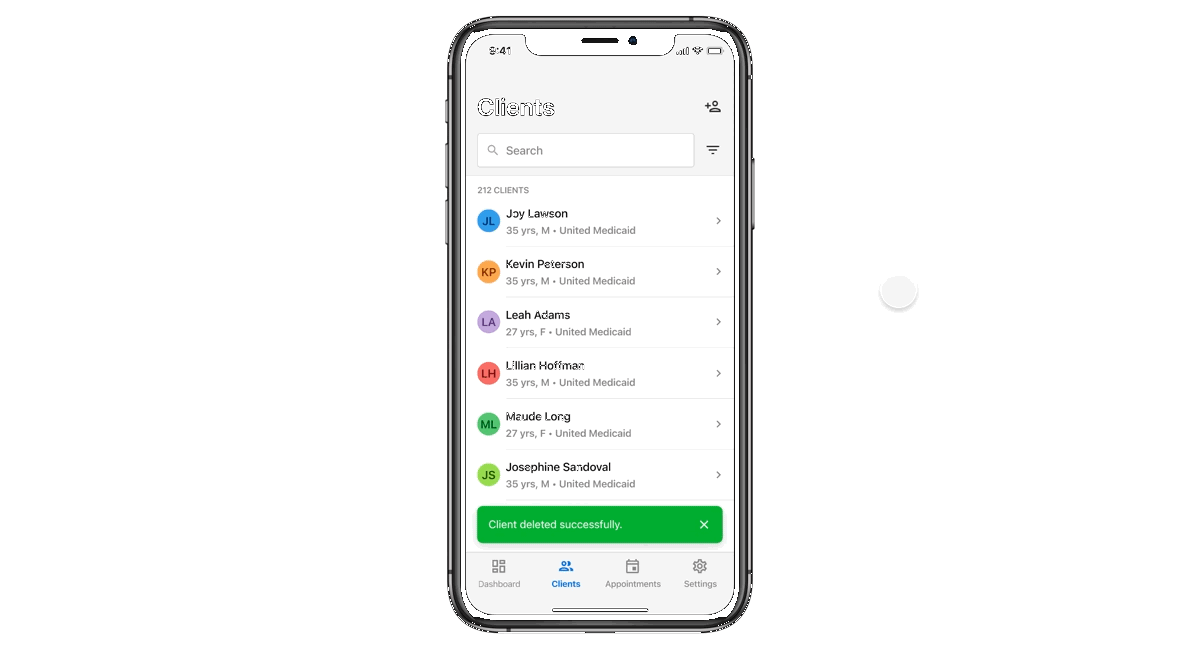 9:41
Clients
Search
212 CLIENTS
JL
Joy Lawson
35 yrs, M • United Medicaid
KP
Kevin Paterson
35 yrs, M • United Medicaid
LA
Leah Adams
27 yrs, F • United Medicaid
LH
Lillian Hoffman
35 yrs, M • United Medicaid
ML
Maude Long
27 yrs, F • United Medicaid
JS
Josephine Sandoval
35 yrs, M • United Medicaid
Client deleted successfully.
Dashboard
Clients
Appointments
Settings